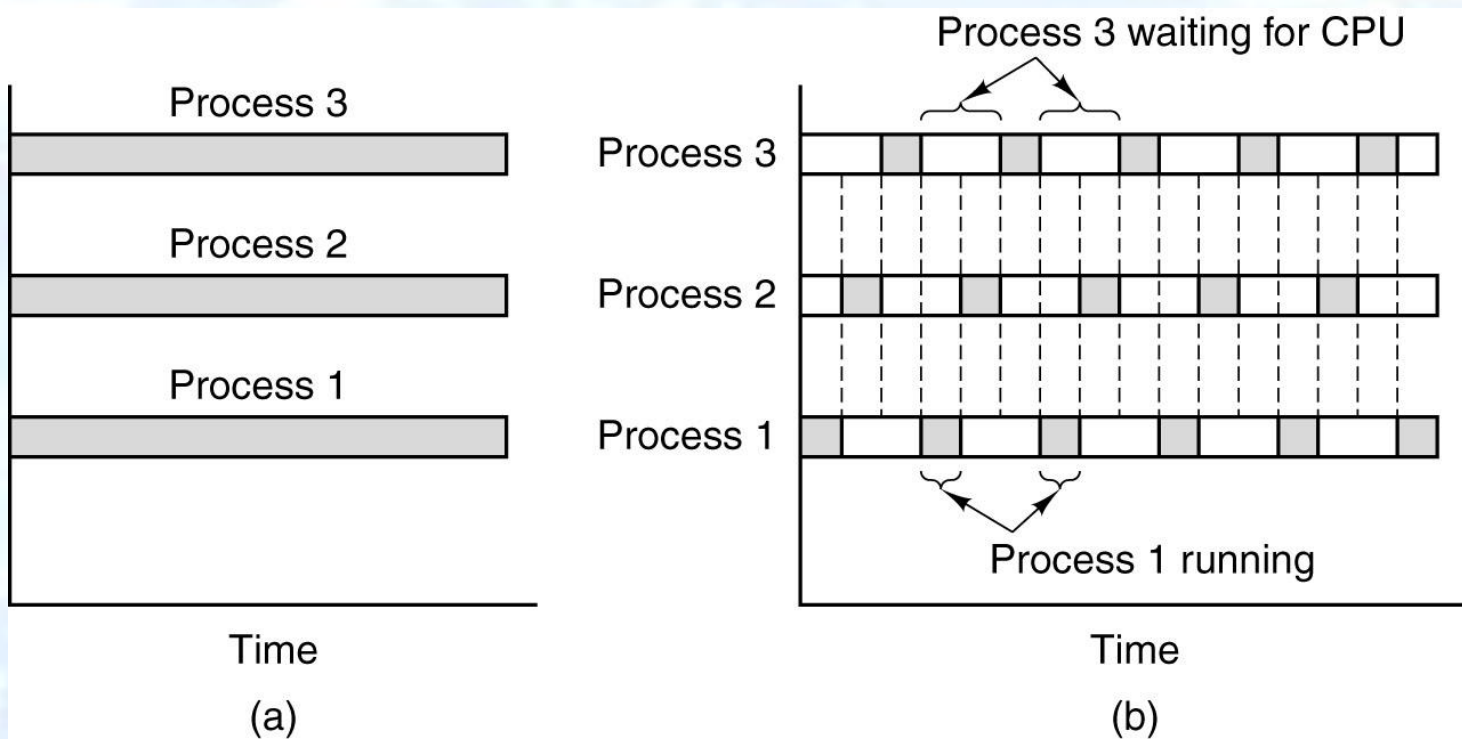 Process 3
Process 2
Process 1
Time
(a)
Process 3 waiting for CPU
Process 3
Process 2
Process 1
Process 1 running
Time
(b)